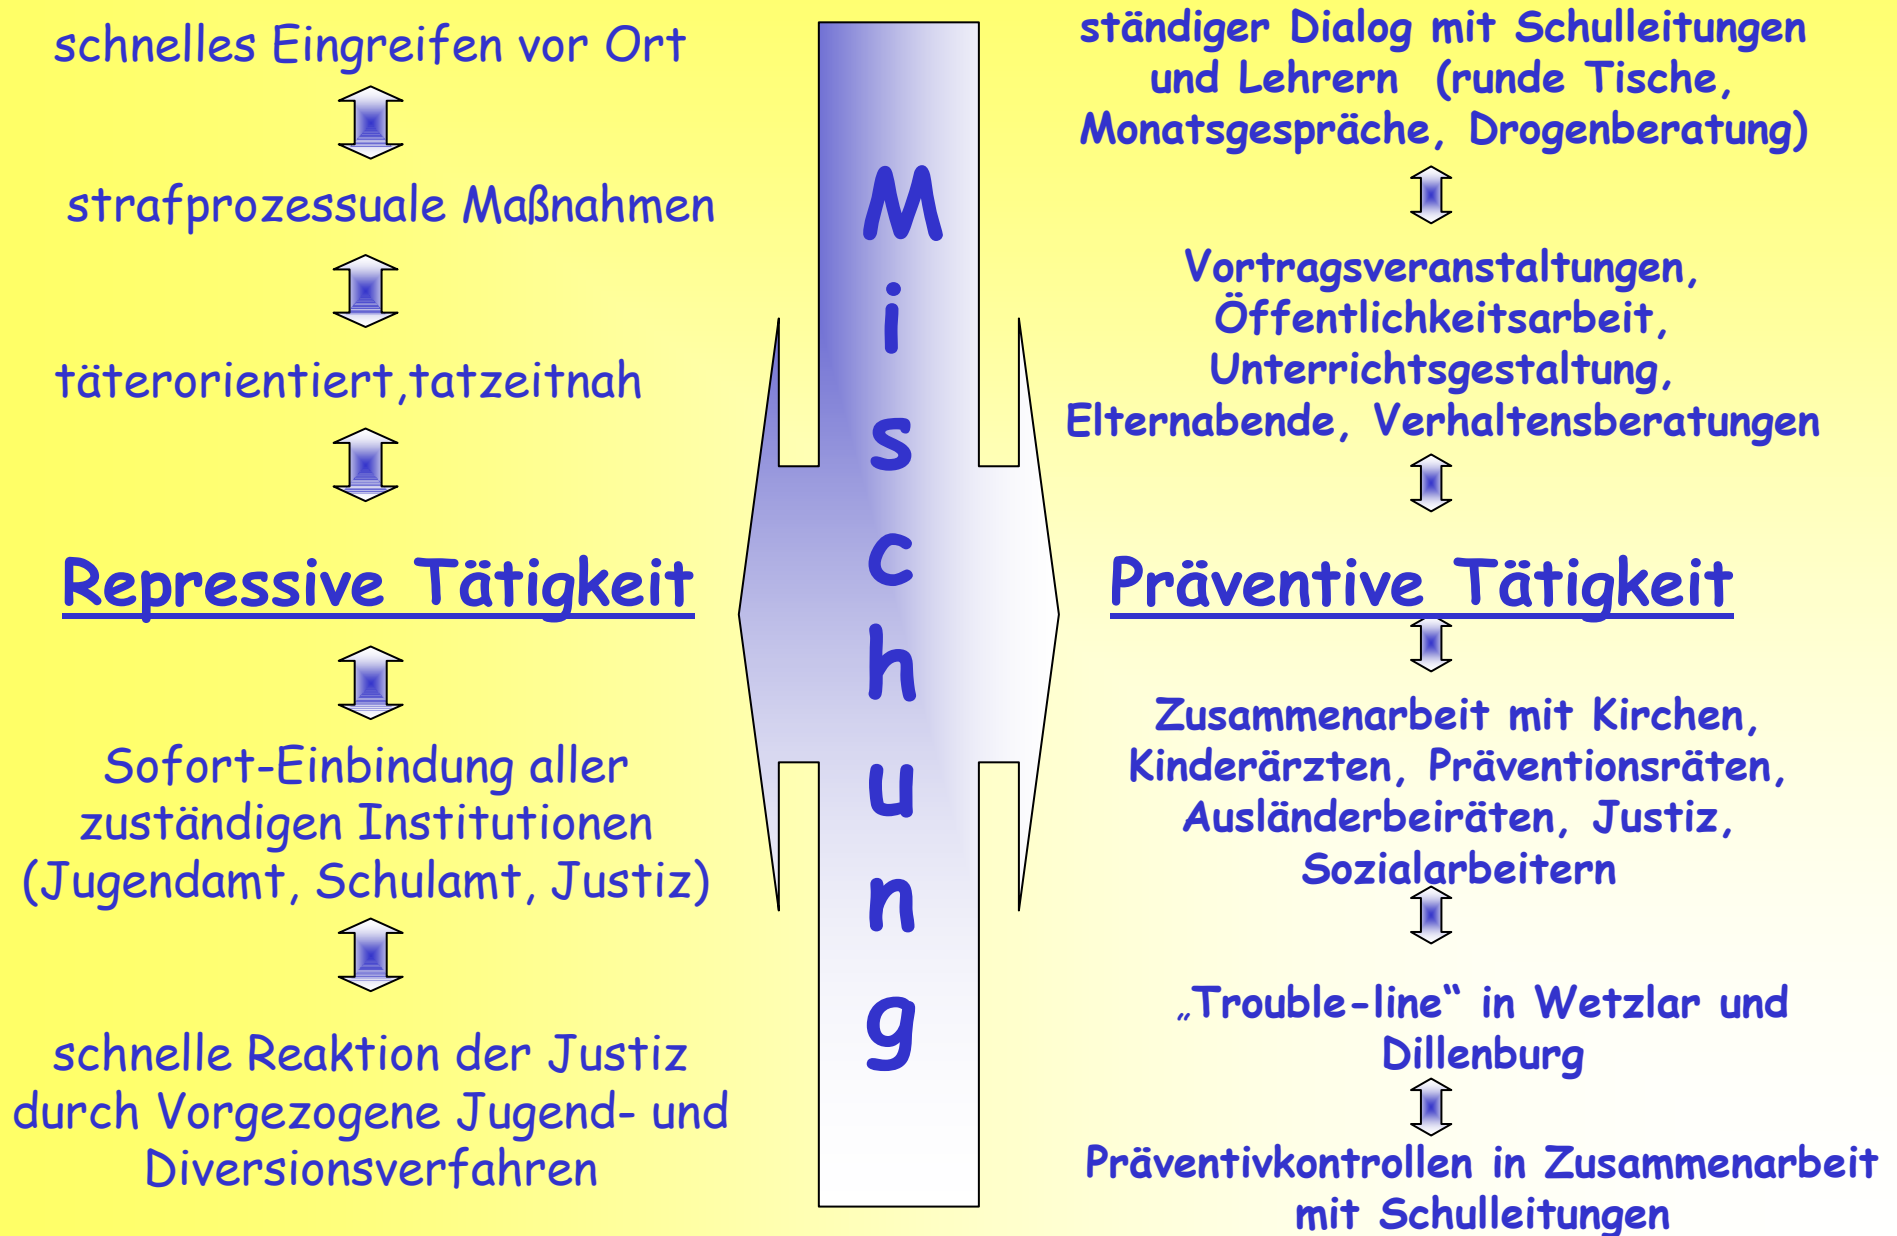 schnelles Eingreifen vor Ort
strafprozessuale Maßnahmen
täterorientiert,tatzeitnah
Repressive Tätigkeit
Sofort-Einbindung aller
zuständigen Institutionen
(Jugendamt, Schulamt, Justiz)
schnelle Reaktion der Justiz
durch Vorgezogene Jugend- und
Diversionsverfahren
M
i
s
c
h
u
n
g
ständiger Dialog mit Schulleitungen
und Lehrern (runde Tische,
Monatsgespräche, Drogenberatung)
Vortragsveranstaltungen,
Öffentlichkeitsarbeit,
Unterrichtsgestaltung,
Elternabende, Verhaltensberatungen
Präventive Tätigkeit
Zusammenarbeit mit Kirchen,
Kinderärzten, Präventionsräten,
Ausländerbeiräten, Justiz,
Sozialarbeitern
„Trouble-line“ in Wetzlar und
Dillenburg
Präventivkontrollen in Zusammenarbeit
mit Schulleitungen